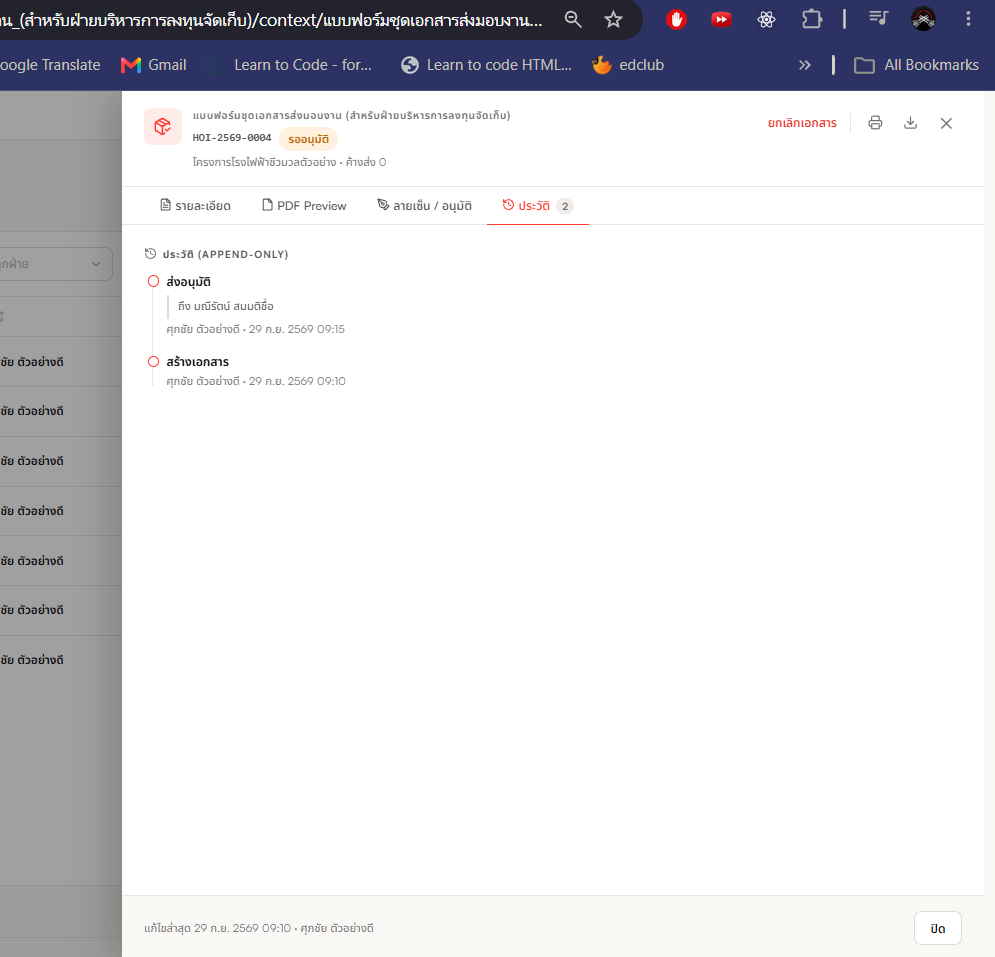 น_(สำหรับฝ่ายบริหารการลงทุนจัดเก็บ)/context/แบบฟอร์มชุดเอกสารส่งมอบงาน...
oogle Translate Gmail Learn to Code - for... Learn to code HTML... edclub » All Bookmarks
แบบฟอร์มชุดเอกสารส่งมอบงาน (สำหรับฝ่ายบริหารการลงทุนจัดเก็บ)
HOI-2569-0004 รออนุมัติ
โครงการโรงไฟฟ้าชีวมวลตัวอย่าง • ค้างส่ง 0
ยกเลิกเอกสาร
รายละเอียด PDF Preview ลายเซ็น / อนุมัติ ประวัติ 2
ทุกฝ่าย
ประวัติ (APPEND-ONLY)
ส่งอนุมัติ
ถึง มณีรัตน์ สมมติชื่อ
ศุภชัย ตัวอย่างดี • 29 ก.ย. 2569 09:15
สร้างเอกสาร
ศุภชัย ตัวอย่างดี • 29 ก.ย. 2569 09:10
ชัย ตัวอย่างดี
ชัย ตัวอย่างดี
ชัย ตัวอย่างดี
ชัย ตัวอย่างดี
ชัย ตัวอย่างดี
ชัย ตัวอย่างดี
ชัย ตัวอย่างดี
แก้ไขล่าสุด 29 ก.ย. 2569 09:10 • ศุภชัย ตัวอย่างดี
ปิด